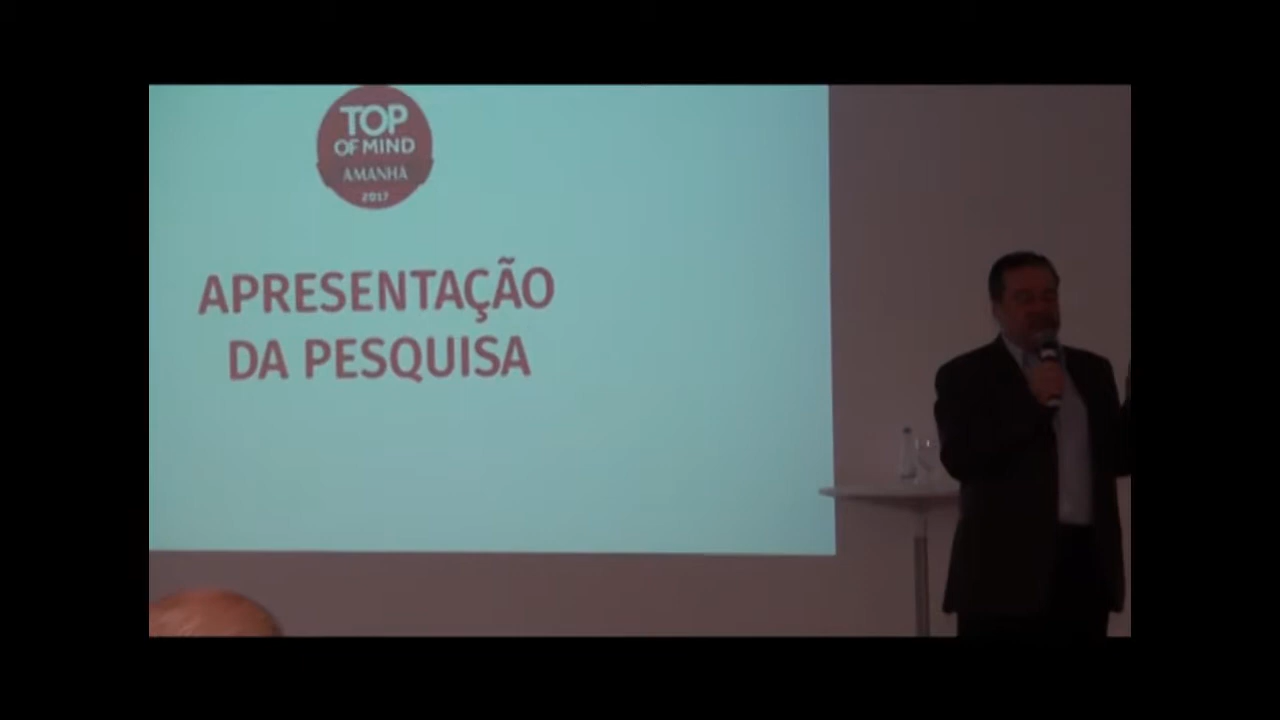 TOP
OF MIND
AMANHÃ
2017
APRESENTAÇÃO
DA PESQUISA